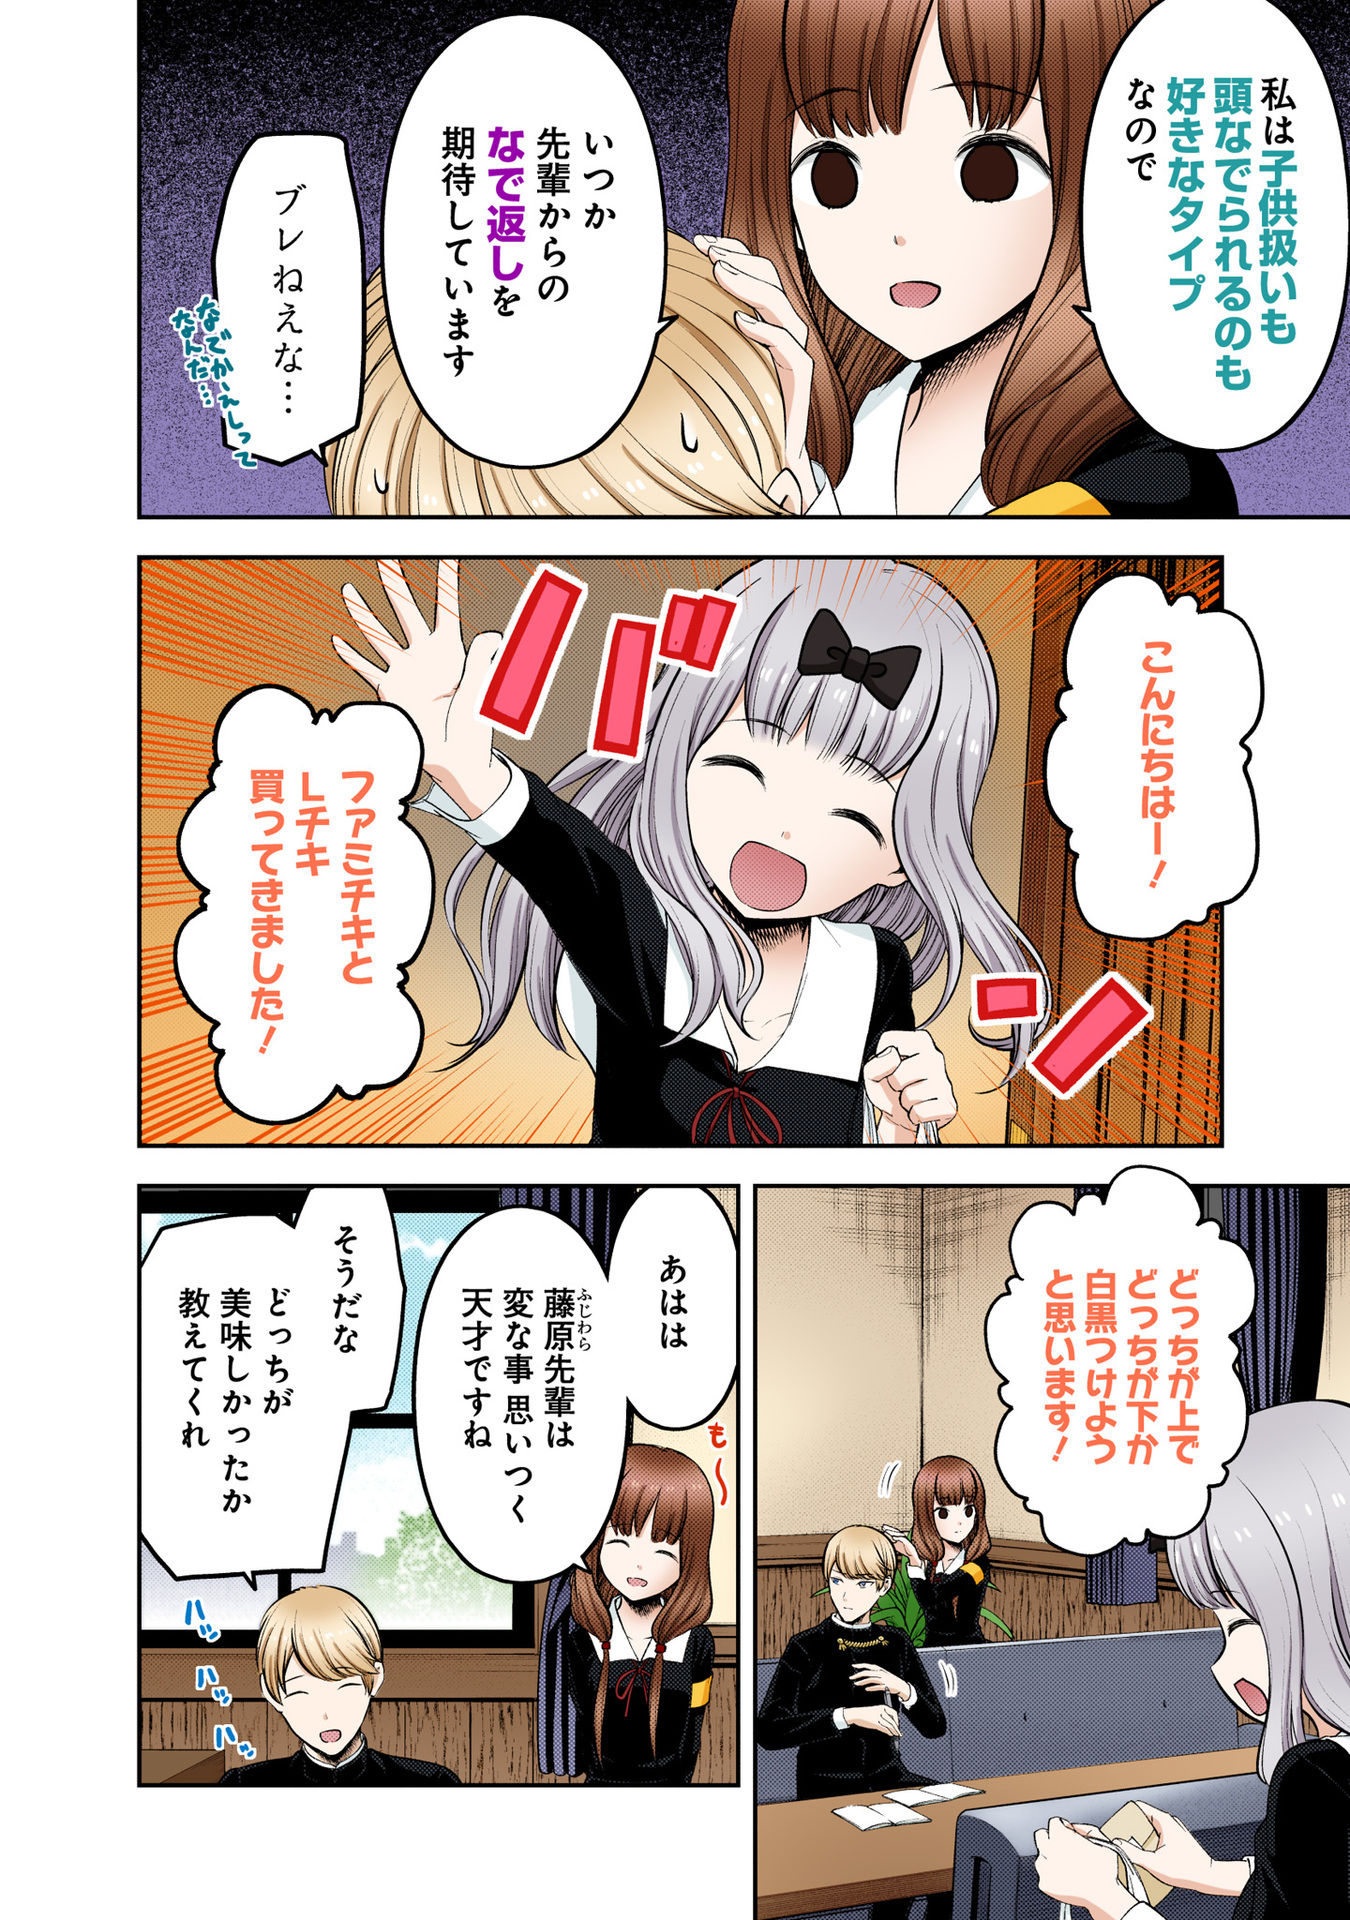 私は子供扱いも
頭なでられるのも
好きなタイプ
なので
いつか
先輩からの
なで返しを
期待しています
ブレねえな…
なでかえしって
なんだ…
バ
ン
こんにちはー！
ファミチキと
Lチキ
買ってきました！
どっちが上で
どっちが下か
白黒つけよう
と思います！
あはは
藤原先輩は
ふじわら
変な事思いつく
天才ですね
も〜
そうだな
どっちが
美味しかったか
教えてくれ
ハッ
ハッ
ハッ